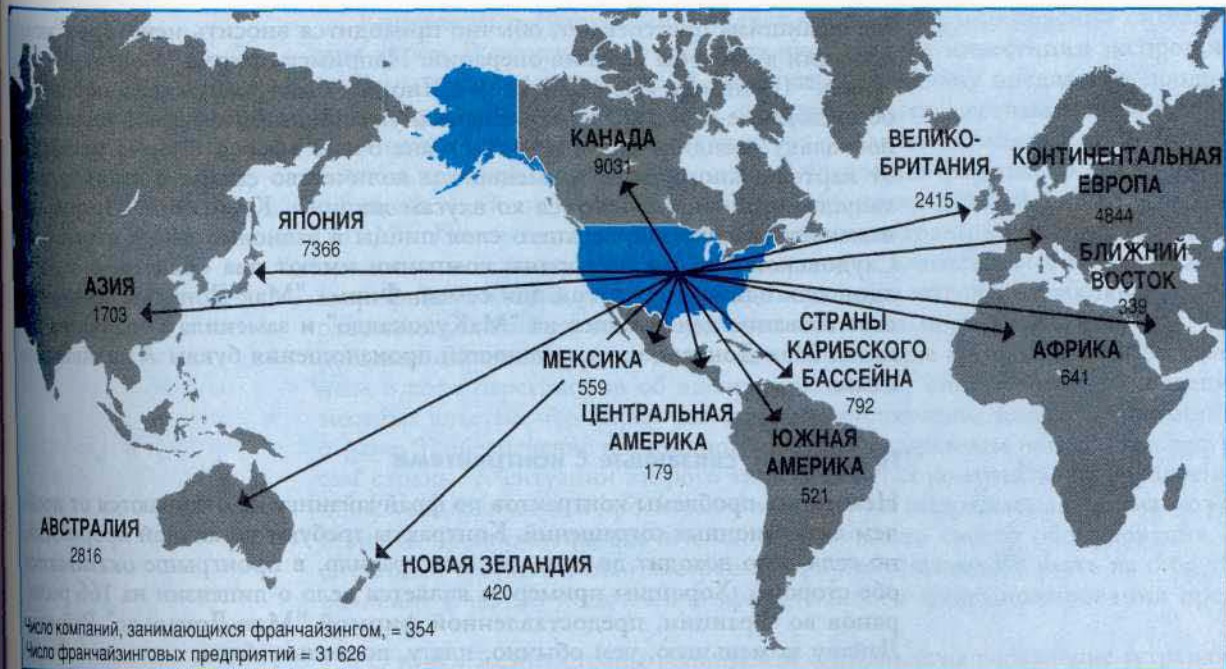 КАНАДА
9031
ВЕЛИКО-
БРИТАНИЯ
2415
КОНТИНЕНТАЛЬНАЯ
ЕВРОПА
4844
ЯПОНИЯ
7366
БЛИЖНИЙ
ВОСТОК
339
АЗИЯ
1703
СТРАНЫ
КАРИБСКОГО
БАССЕЙНА
792
АФРИКА
641
МЕКСИКА
559
ЦЕНТРАЛЬНАЯ
АМЕРИКА
179
ЮЖНАЯ
АМЕРИКА
521
АВСТРАЛИЯ
2816
НОВАЯ ЗЕЛАНДИЯ
420
Число компаний, занимающихся франчайзингом, = 354
Число франчайзинговых предприятий = 31 626